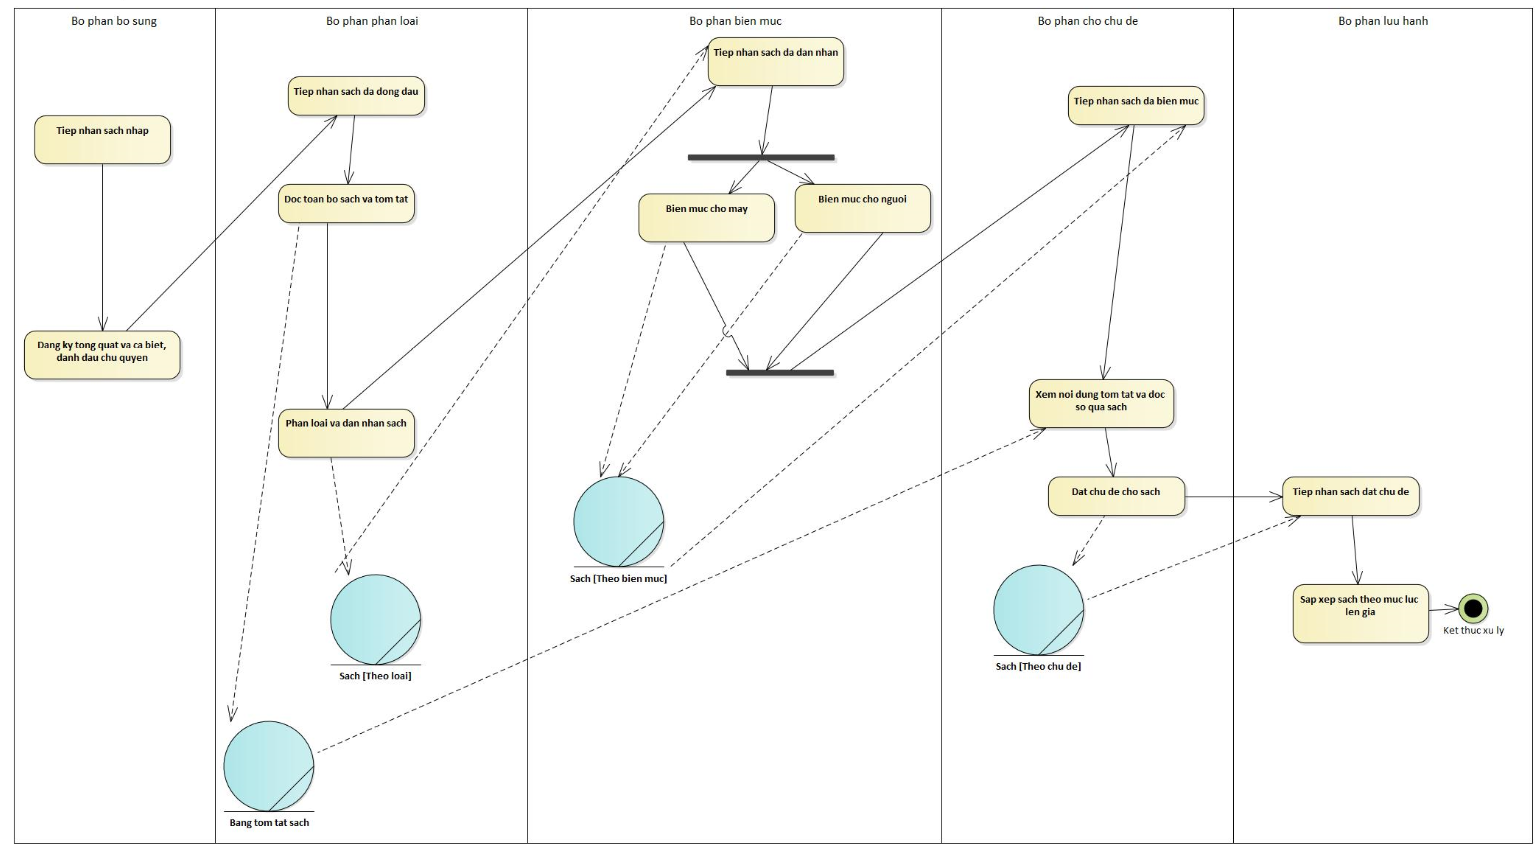 Bo phan bo sung
Bo phan phan loai
Bo phan bien muc
Bo phan cho chu de
Bo phan luu hanh
Tiep nhan sach nhap
Dang ky tong quat va ca biet,
danh dau chu quyen
Tiep nhan sach da dong dau
Doc toan bo sach va tom tat
Phan loai va dan nhan sach
Sach [Theo loai]
Bang tom tat sach
Tiep nhan sach da dan nhan
Bien muc cho may
Bien muc cho nguoi
Sach [Theo bien muc]
Tiep nhan sach da bien muc
Xem noi dung tom tat va doc
so qua sach
Dat chu de cho sach
Sach [Theo chu de]
Tiep nhan sach dat chu de
Sap xep sach theo muc luc
len gia
Ket thuc xu ly